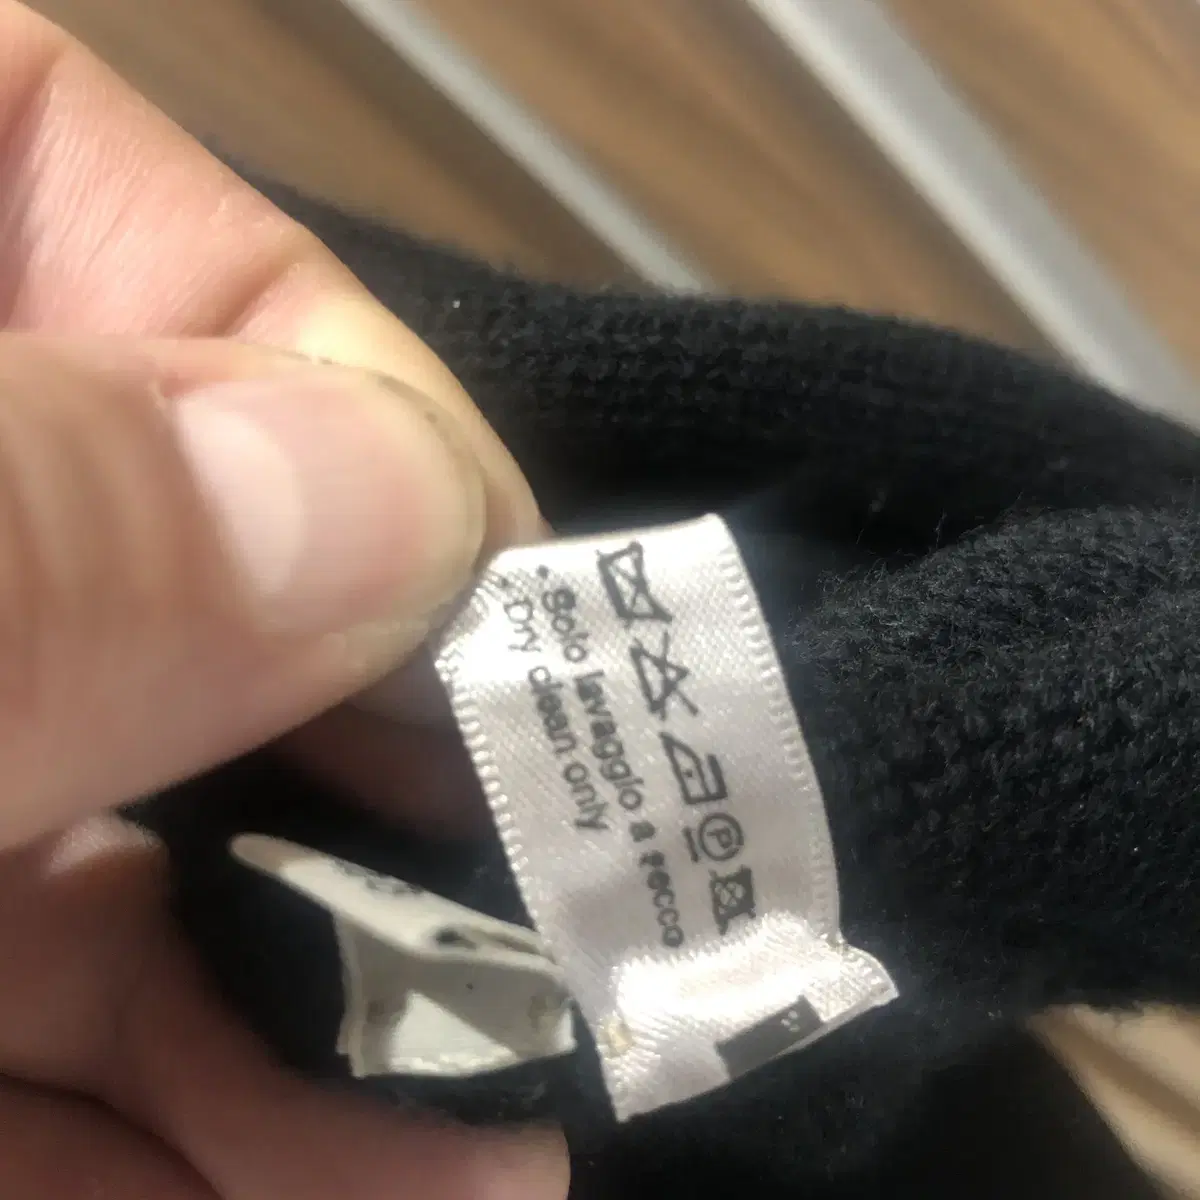 P
• Solo lavaggio a secco
• Dry clean only